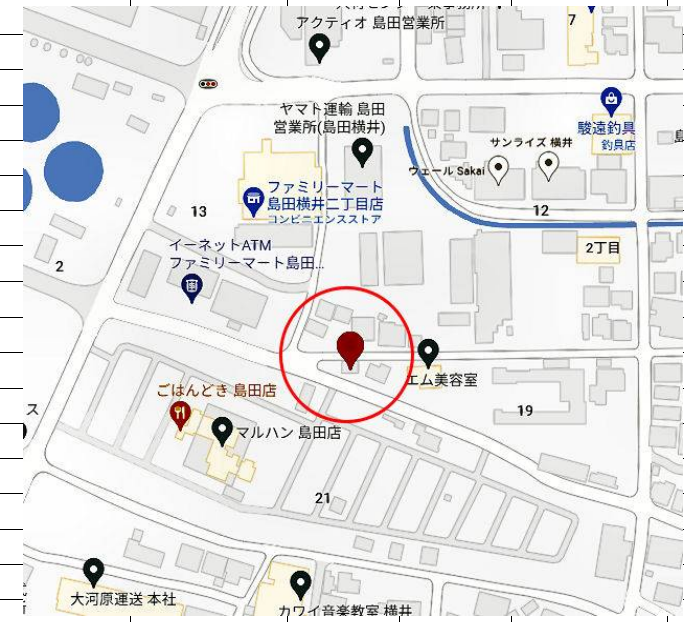 アクティオ 島田営業所
7
ヤマト運輸 島田
営業所(島田横井)
駿遠釣具
釣具店
サンライズ 横井
ヴェール Sakai
ファミリーマート
島田横井二丁目店
コンビニエンスストア
13
12
イーネットATM
ファミリーマート島田...
2丁目
2
エム美容室
ごはんどき 島田店
マルハン 島田店
ス
19
21
大河原運送 本社
カワイ音楽教室 横井